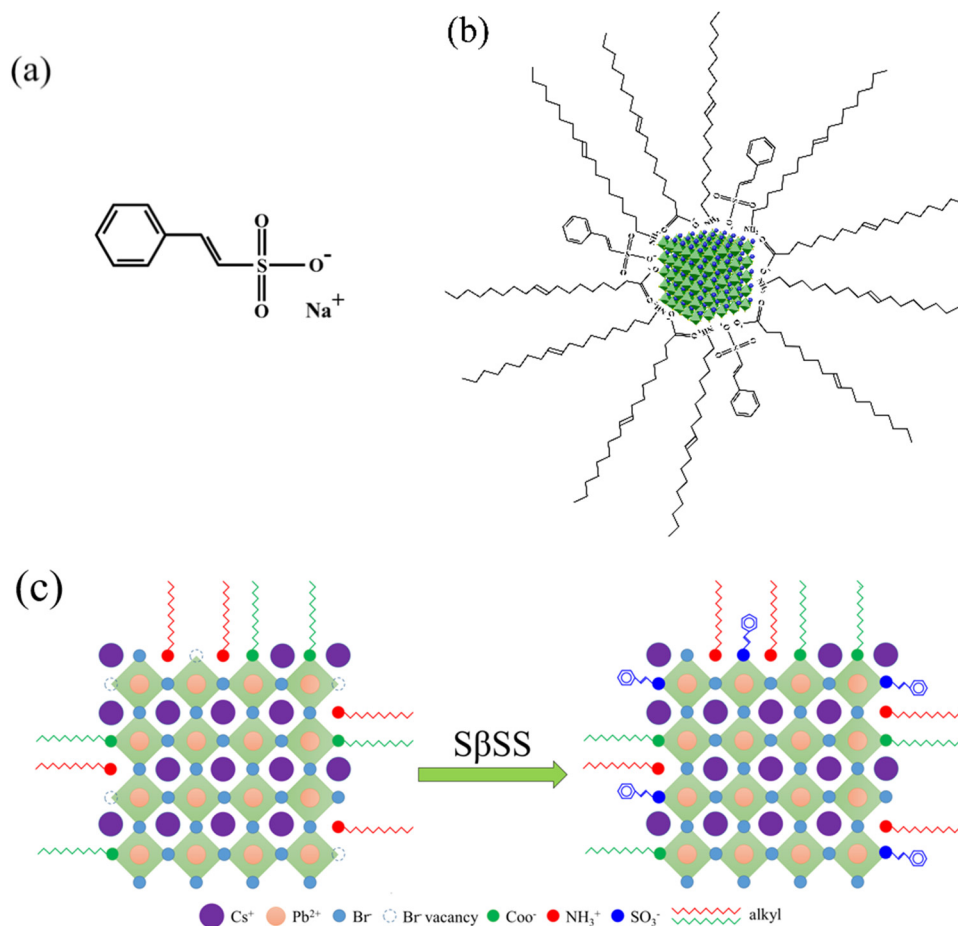 (a)
(b)
O
S
O⁻
O
Na⁺
(c)
SβSS
Cs⁺ Pb²⁺ Br⁻ Br⁻ vacancy Coo⁻ NH₃⁺ SO₃⁻ alkyl